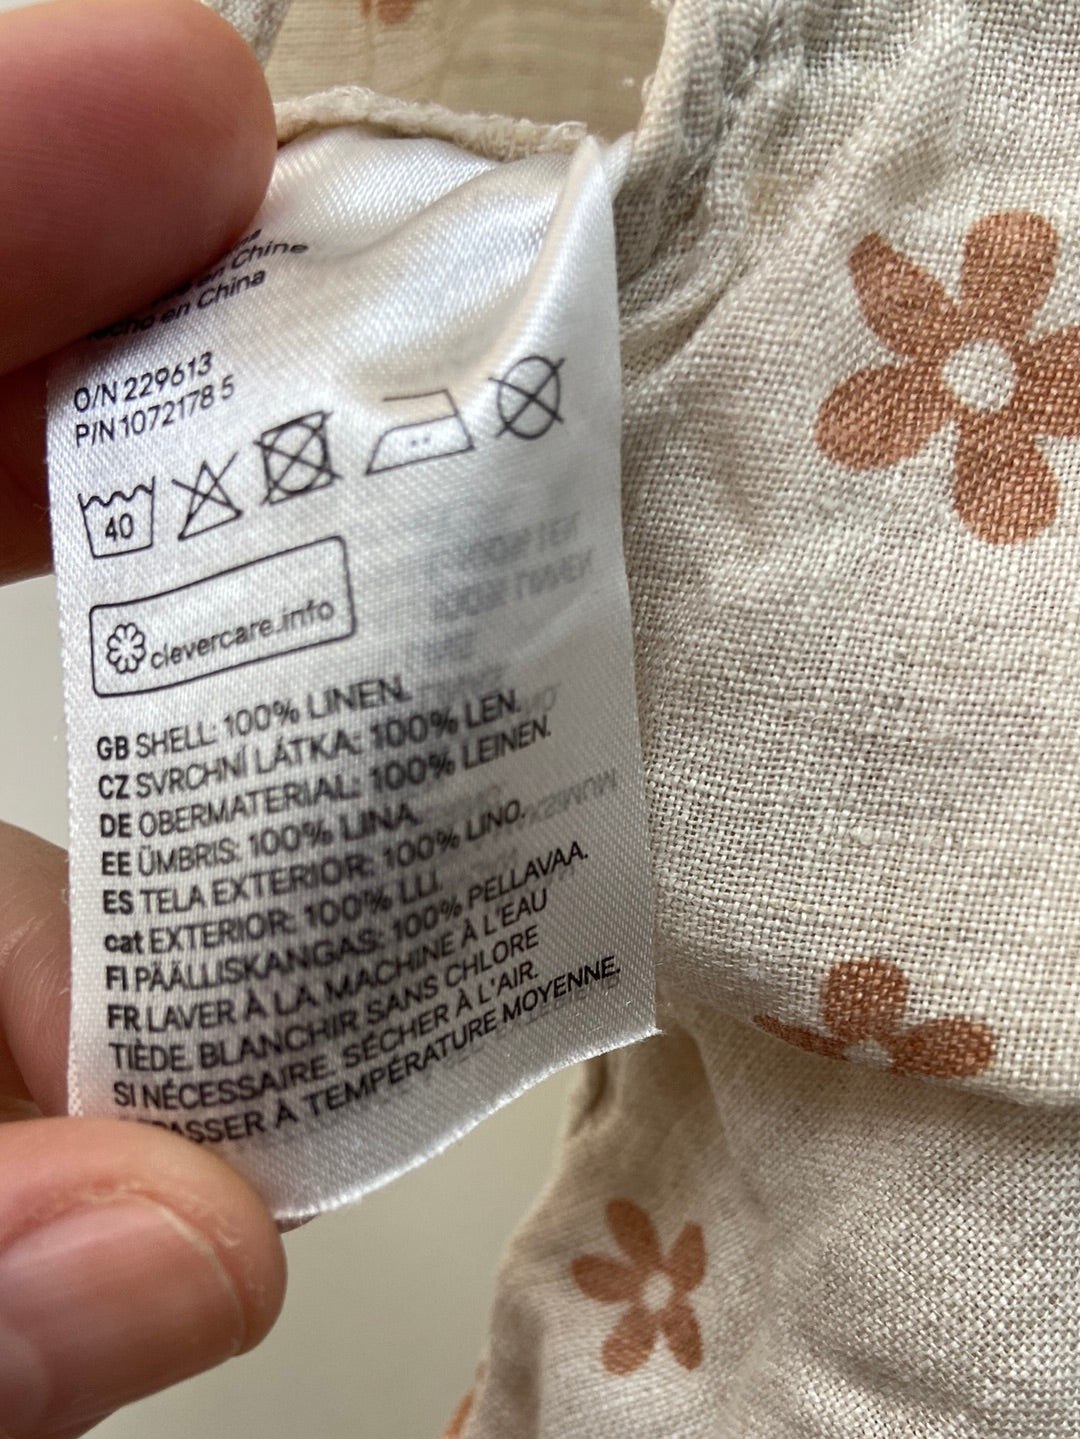 en Chine
en China
O/N 229613
P/N 1072178 5
40
clevercare.info
GB SHELL: 100% LINEN.
CZ SVRCHNÍ LÁTKA: 100% LEN.
DE OBERMATERIAL: 100% LEINEN.
EE ÜMBRIS: 100% LINA.
ES TELA EXTERIOR: 100% LINO.
cat EXTERIOR: 100% LLI.
FI PÄÄLLISKANGAS: 100% PELLAVAA.
FR LAVER À LA MACHINE À L'EAU
TIÈDE. BLANCHIR SANS CHLORE
SI NÉCESSAIRE. SÉCHER À L'AIR.
À TEMPÉRATURE MOYENNE.